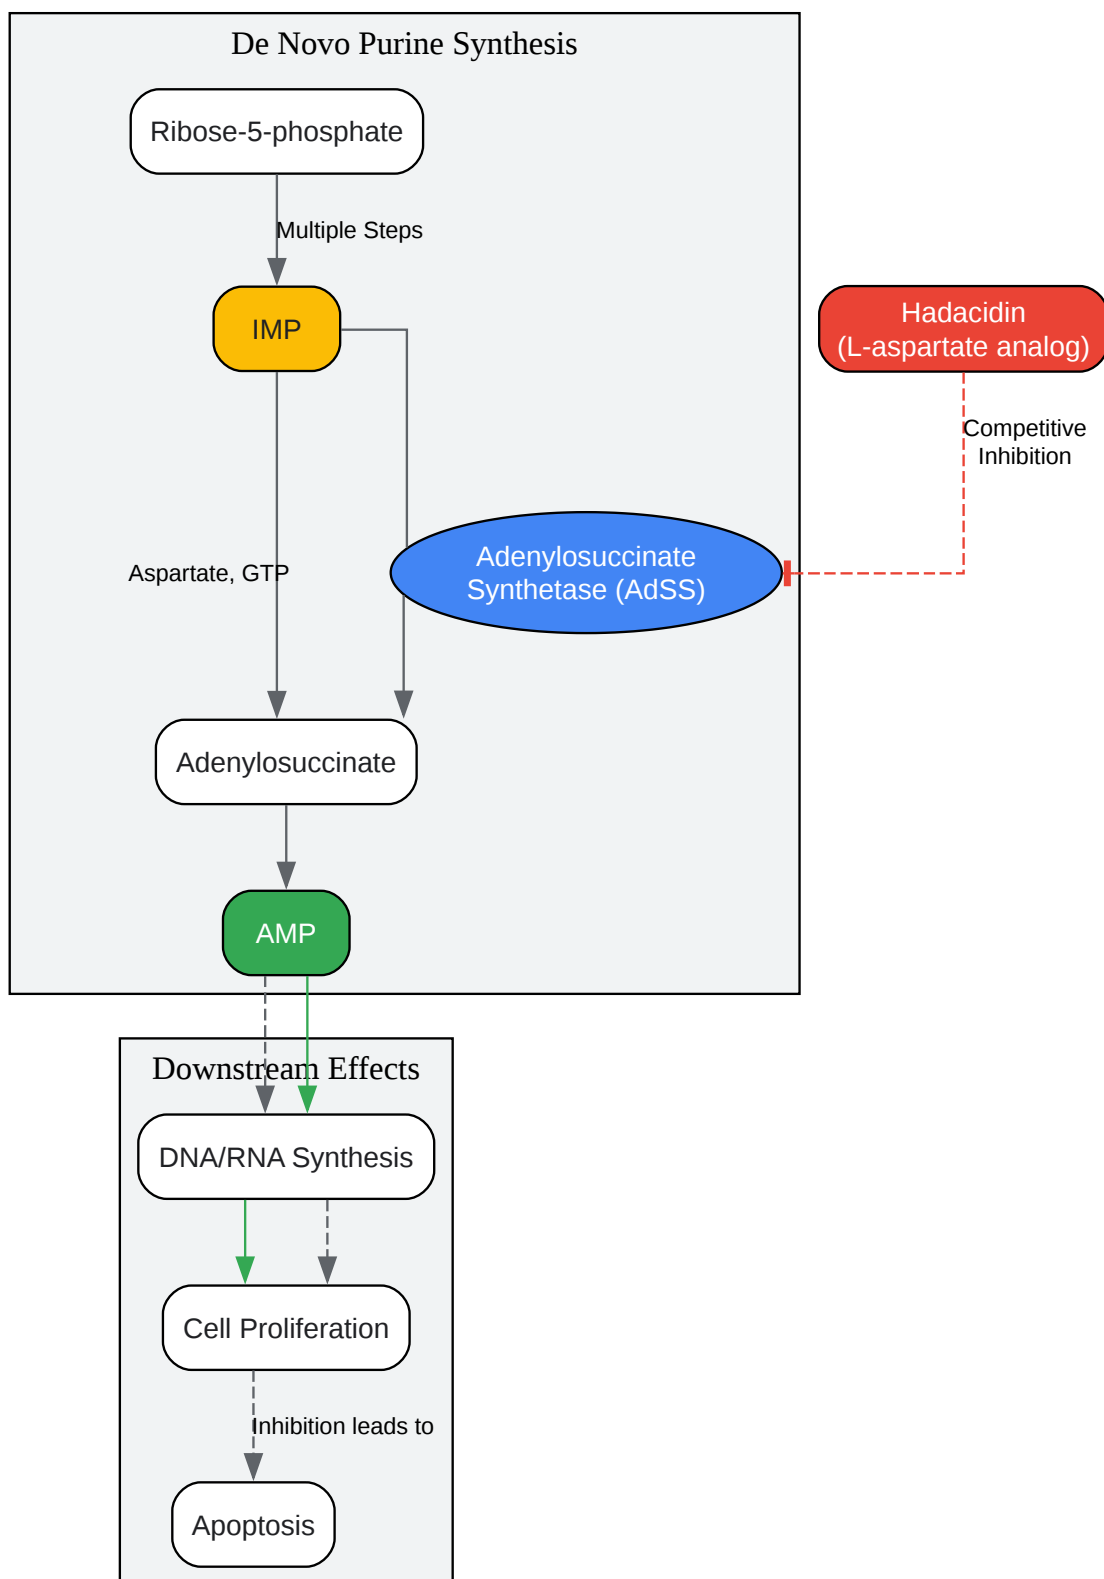 De Novo Purine Synthesis
Ribose-5-phosphate
Multiple Steps
IMP
Hadacidin
(L-aspartate analog)
Competitive
Inhibition
Aspartate, GTP
Adenylosuccinate
Synthetase (AdSS)
Adenylosuccinate
AMP
Downstream Effects
DNA/RNA Synthesis
Cell Proliferation
Inhibition leads to
Apoptosis